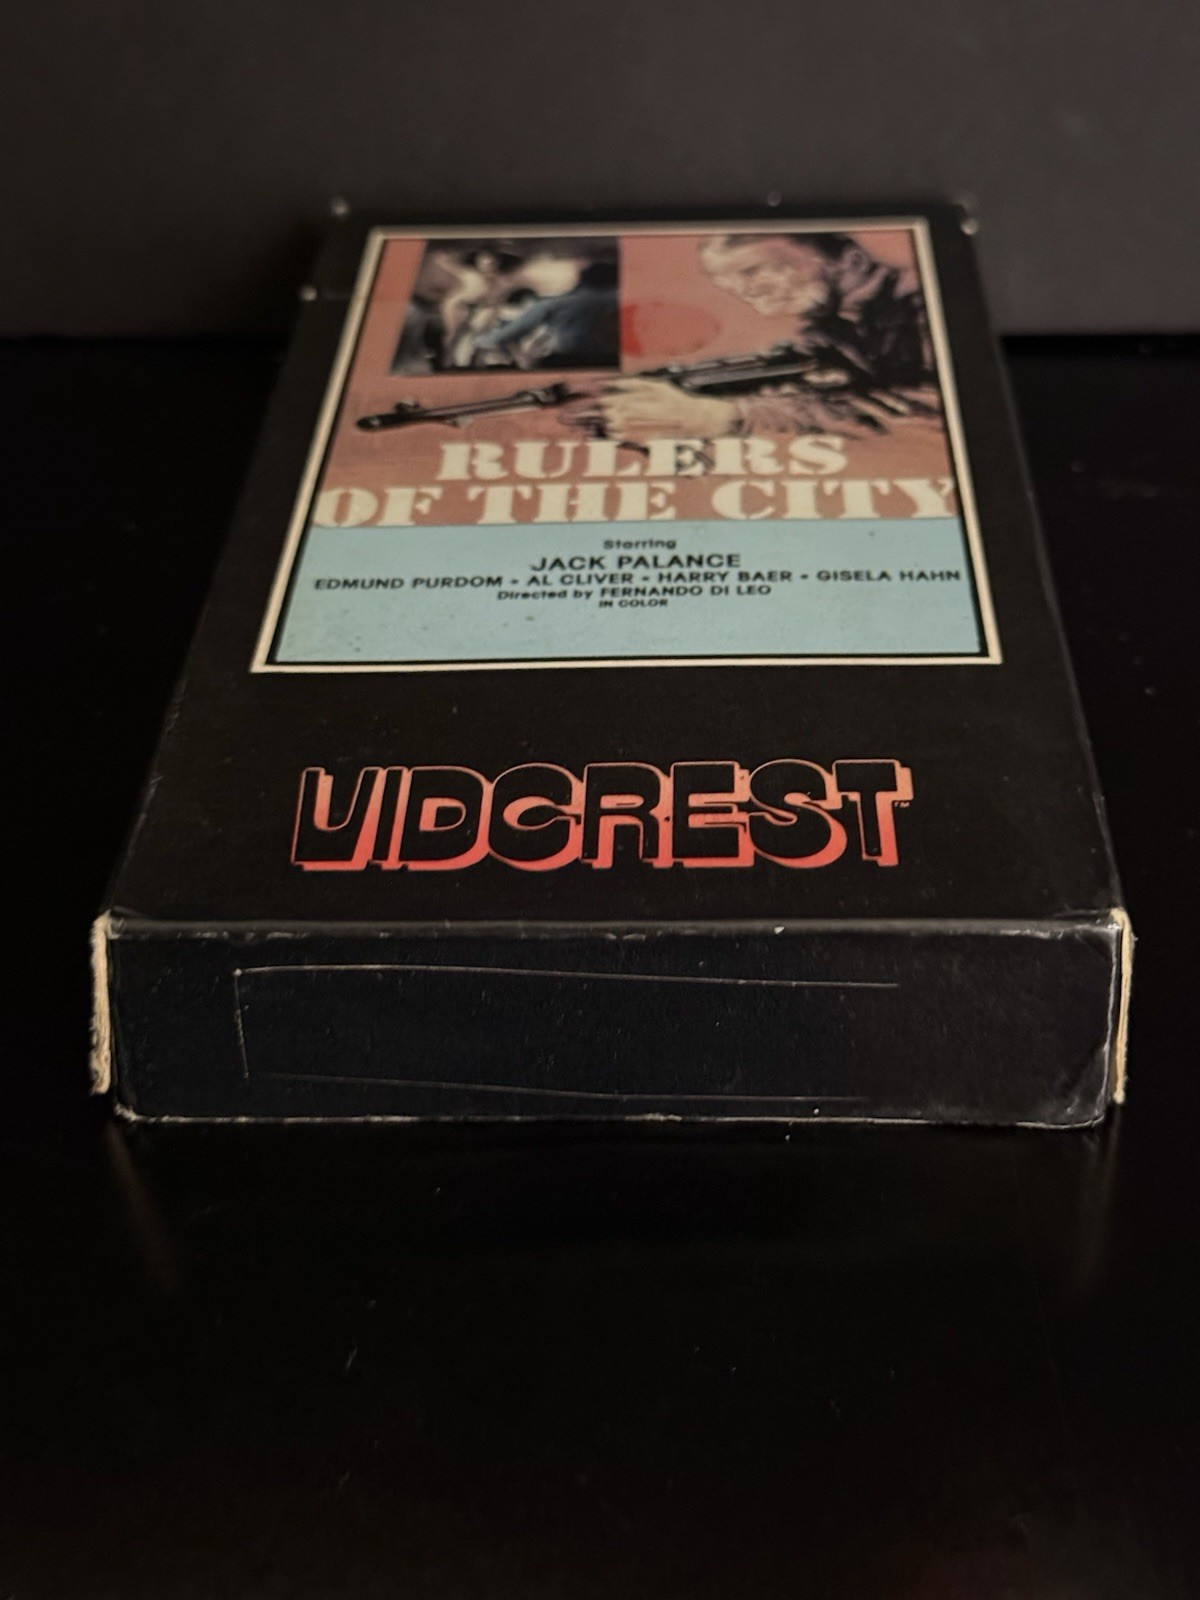 RULERS
OF THE CITY
Starring
JACK PALANCE
EDMUND PURDOM • AL CLIVER • HARRY BAER • GISELA HAHN
Directed by FERNANDO DI LEO
IN COLOR
VIDCREST™